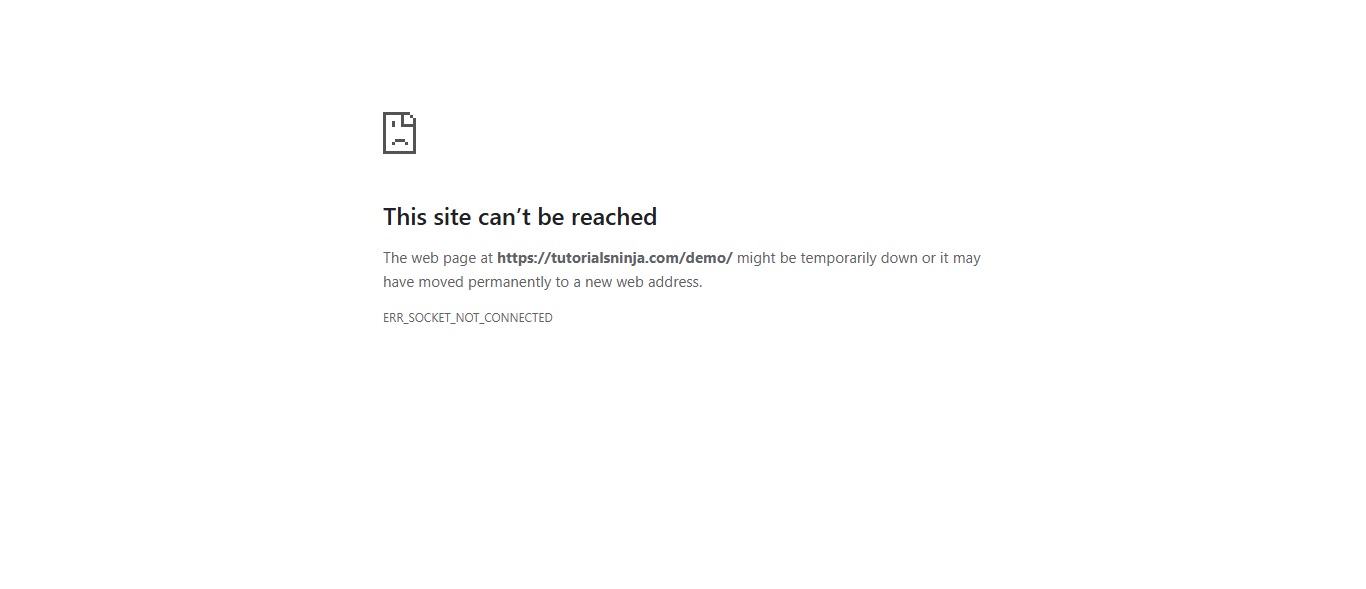 This site can’t be reached
The web page at https://tutorialsninja.com/demo/ might be temporarily down or it may
have moved permanently to a new web address.
ERR_SOCKET_NOT_CONNECTED